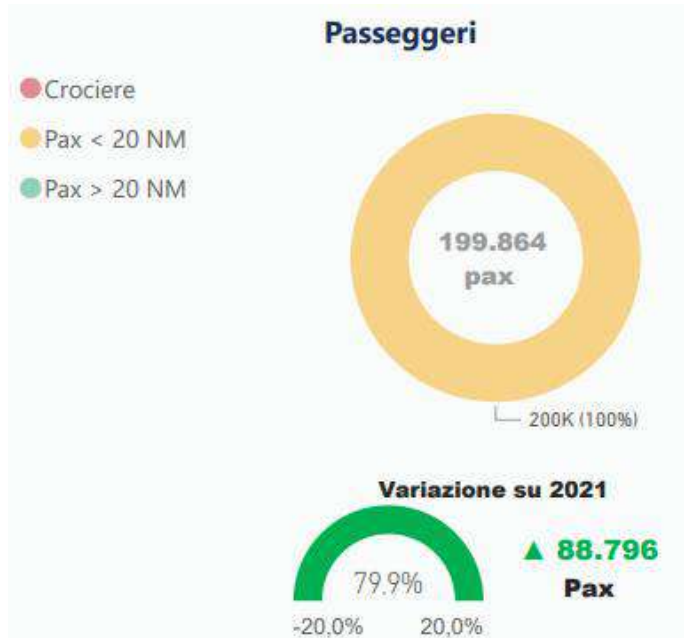 Passeggeri
Crociere
Pax < 20 NM
Pax > 20 NM
199.864
pax
200K (100%)
Variazione su 2021
79.9%
-20,0%
20,0%
▲ 88.796
Pax